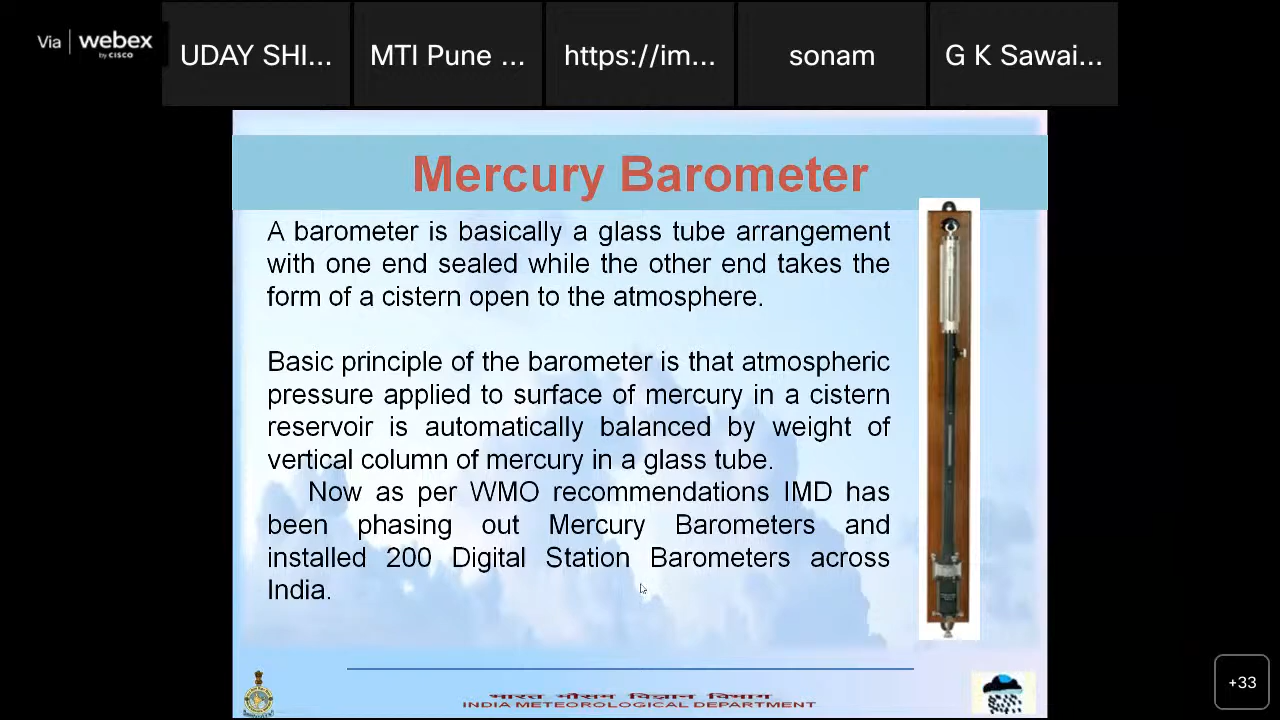 Via webex
by CISCO
UDAY SHI...
MTI Pune ...
https://im...
sonam
G K Sawai...
Mercury Barometer
A barometer is basically a glass tube arrangement
with one end sealed while the other end takes the
form of a cistern open to the atmosphere.
Basic principle of the barometer is that atmospheric
pressure applied to surface of mercury in a cistern
reservoir is automatically balanced by weight of
vertical column of mercury in a glass tube.
Now as per WMO recommendations IMD has
been phasing out Mercury Barometers and
installed 200 Digital Station Barometers across
India.
भारत मौसम विज्ञान विभाग
INDIA METEOROLOGICAL DEPARTMENT
+33